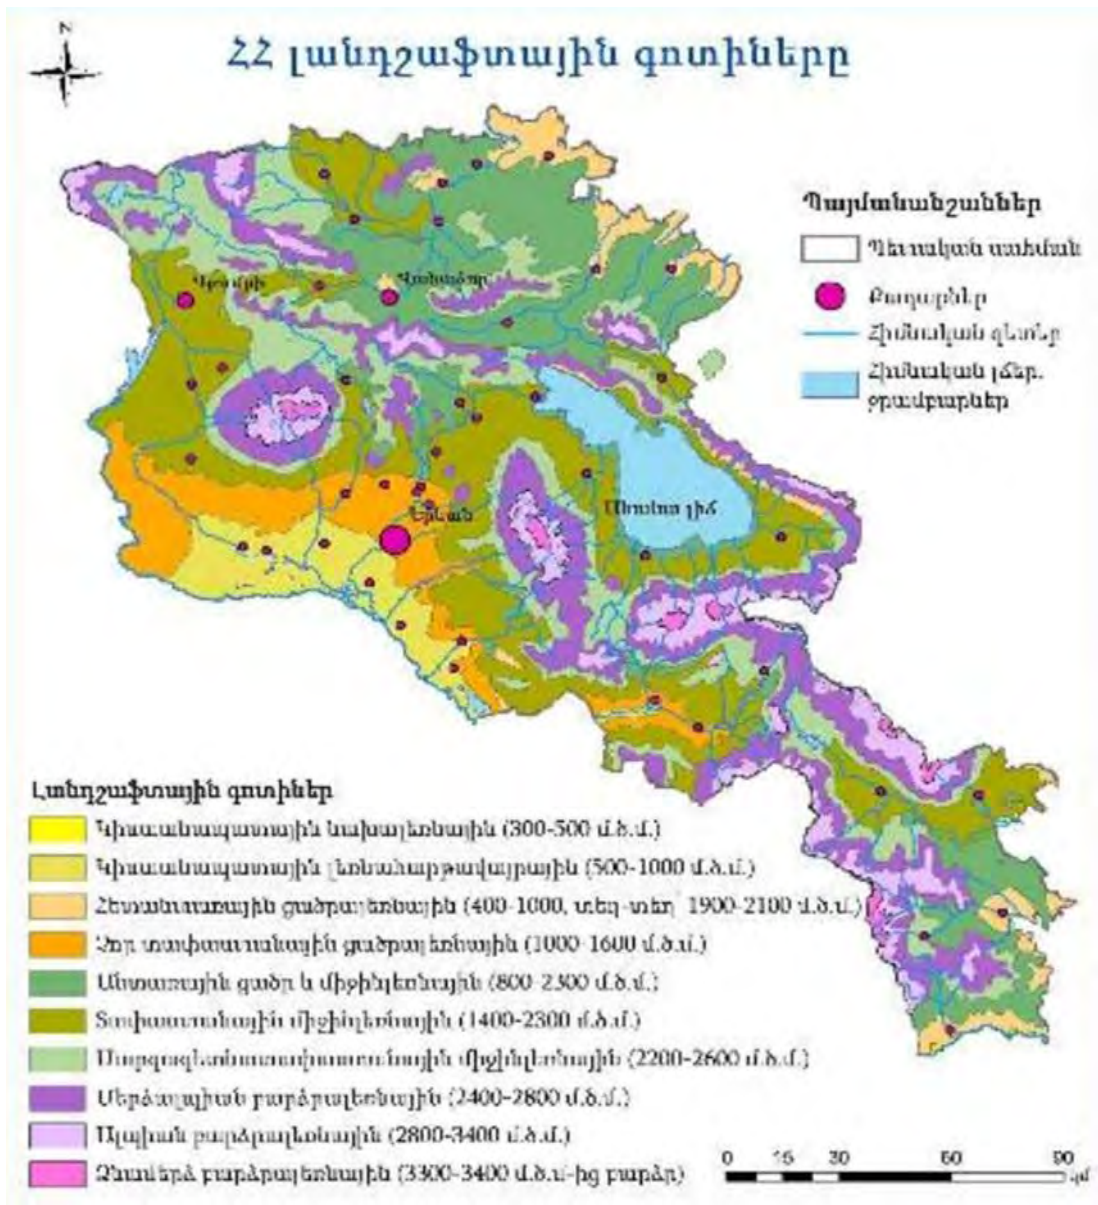 N
ՀՀ լանդշաֆտային գոտիները
Պայմանանշաններ
Պետական սահման
Քաղաքներ
Հիմնական գետեր
Հիմնական լճեր,
ջրամբարներ
Գյումրի
Վանաձոր
Սևանա լիճ
Երևան
Լանդշաֆտային գոտիներ
Կիսաանապատային նախալեռնային (300-500 մ.ծ.մ.)
Կիսաանապատային լեռնահարթավայրային (500-1000 մ.ծ.մ.)
Հետանտառային ցածրալեռնային (400-1000, տեղ-տեղ՝ 1900-2100 մ.ծ.մ.)
Չոր տափաստանային ցածրալեռնային (1000-1600 մ.ծ.մ.)
Անտառային ցածր և միջինլեռնային (800-2300 մ.ծ.մ.)
Տափաստանային միջինլեռնային (1400-2300 մ.ծ.մ.)
Մարգագետնատափաստանային միջինլեռնային (2200-2600 մ.ծ.մ.)
Մերձալպյան բարձրալեռնային (2400-2800 մ.ծ.մ.)
Ալպիան բարձրալեռնային (2800-3400 մ.ծ.մ.)
Ձնամերձ բարձրալեռնային (3300-3400 մ.ծ.մ-ից բարձր)
0 15 30 60 90
կմ